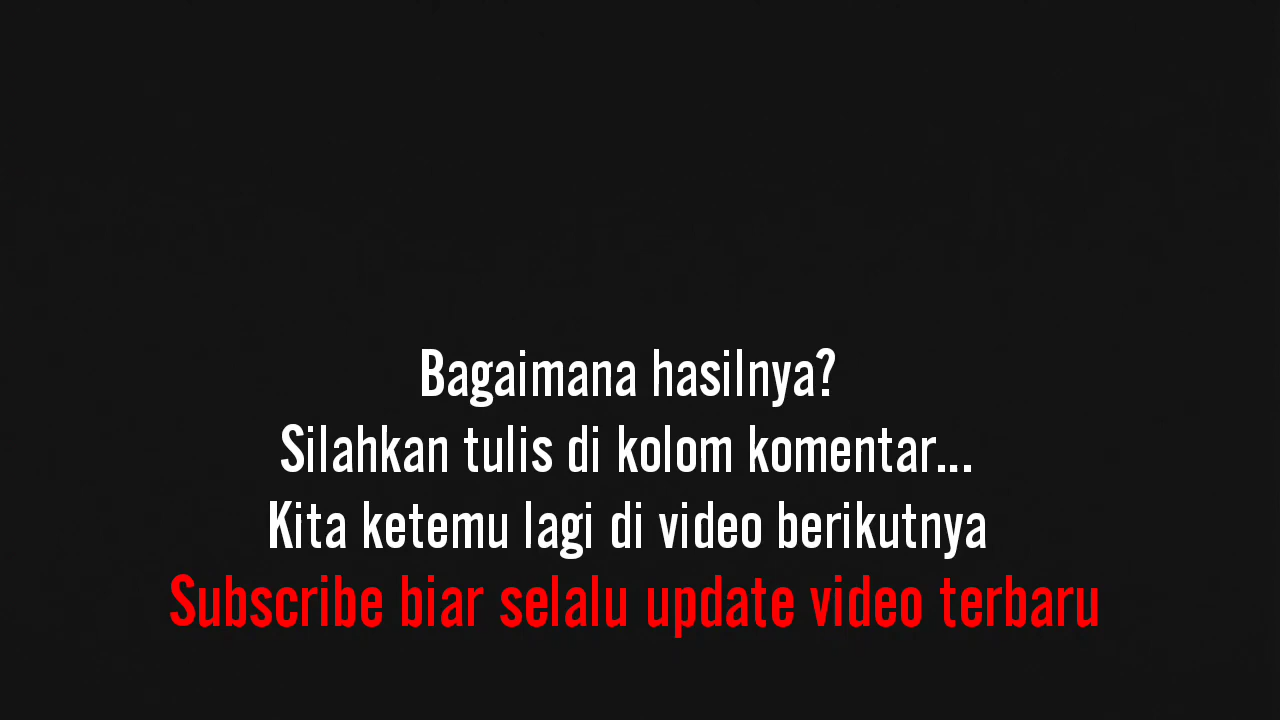 Bagaimana hasilnya?
Silahkan tulis di kolom komentar...
Kita ketemu lagi di video berikutnya
Subscribe biar selalu update video terbaru